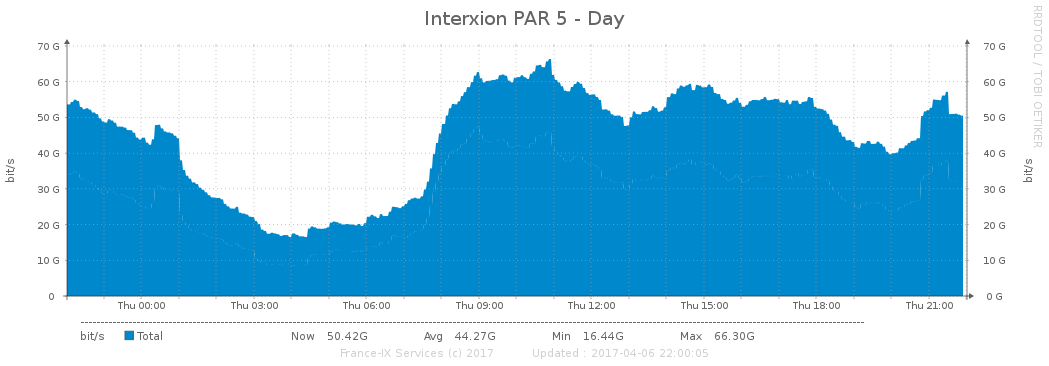 Interxion PAR 5 - Day
RRDTOOL / TOBI OETIKER
70 G 70 G
60 G 60 G
50 G 50 G
40 G 40 G
30 G 30 G
20 G 20 G
10 G 10 G
0 0 G
bit/s bit/s
Thu 00:00 Thu 03:00 Thu 06:00 Thu 09:00 Thu 12:00 Thu 15:00 Thu 18:00 Thu 21:00
bit/s Total Now 50.42G Avg 44.27G Min 16.44G Max 66.30G
France-IX Services (c) 2017 Updated : 2017-04-06 22:00:05